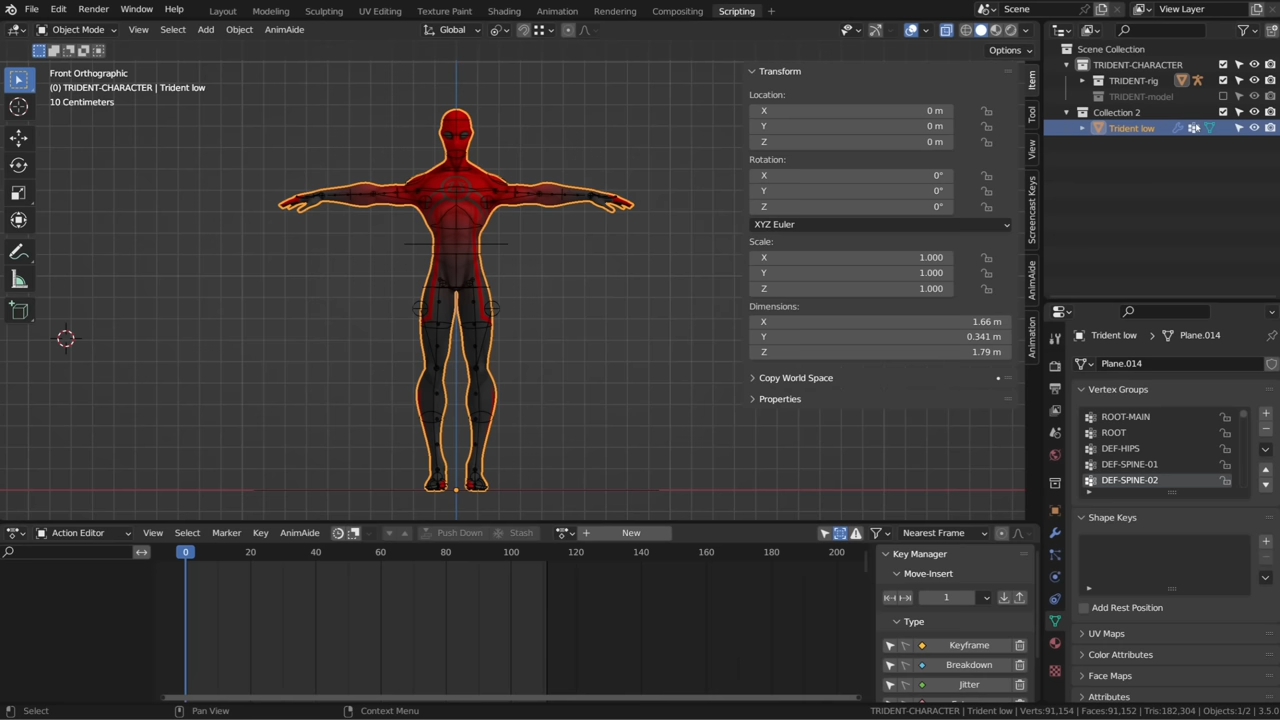 File Edit Render Window Help Layout Modeling Sculpting UV Editing Texture Paint Shading Animation Rendering Compositing Scripting + Scene View Layer
Object Mode View Select Add Object AnimAide Global
Options
Front Orthographic
(0) TRIDENT-CHARACTER | Trident low
10 Centimeters
Transform
Location:
X 0 m
Y 0 m
Z 0 m
Rotation:
X 0°
Y 0°
Z 0°
XYZ Euler
Scale:
X 1.000
Y 1.000
Z 1.000
Dimensions:
X 1.66 m
Y 0.341 m
Z 1.79 m
Copy World Space
Properties
Item
Tool
View
Screencast Keys
AnimAide
Animation
Scene Collection
TRIDENT-CHARACTER
TRIDENT-rig
TRIDENT-model
Collection 2
Trident low
Trident low Plane.014
Plane.014
Vertex Groups
ROOT-MAIN
ROOT
DEF-HIPS
DEF-SPINE-01
DEF-SPINE-02
Shape Keys
Add Rest Position
UV Maps
Color Attributes
Face Maps
Attributes
Action Editor View Select Marker Key AnimAide Push Down Stash New Nearest Frame
0 20 40 60 80 100 120 140 160 180 200
Key Manager
Move-Insert
1
Type
Keyframe
Breakdown
Jitter
Select Pan View Context Menu TRIDENT-CHARACTER | Trident low | Verts:91,154 | Faces:91,152 | Tris:182,304 | Objects:1/2 | 3.5.0